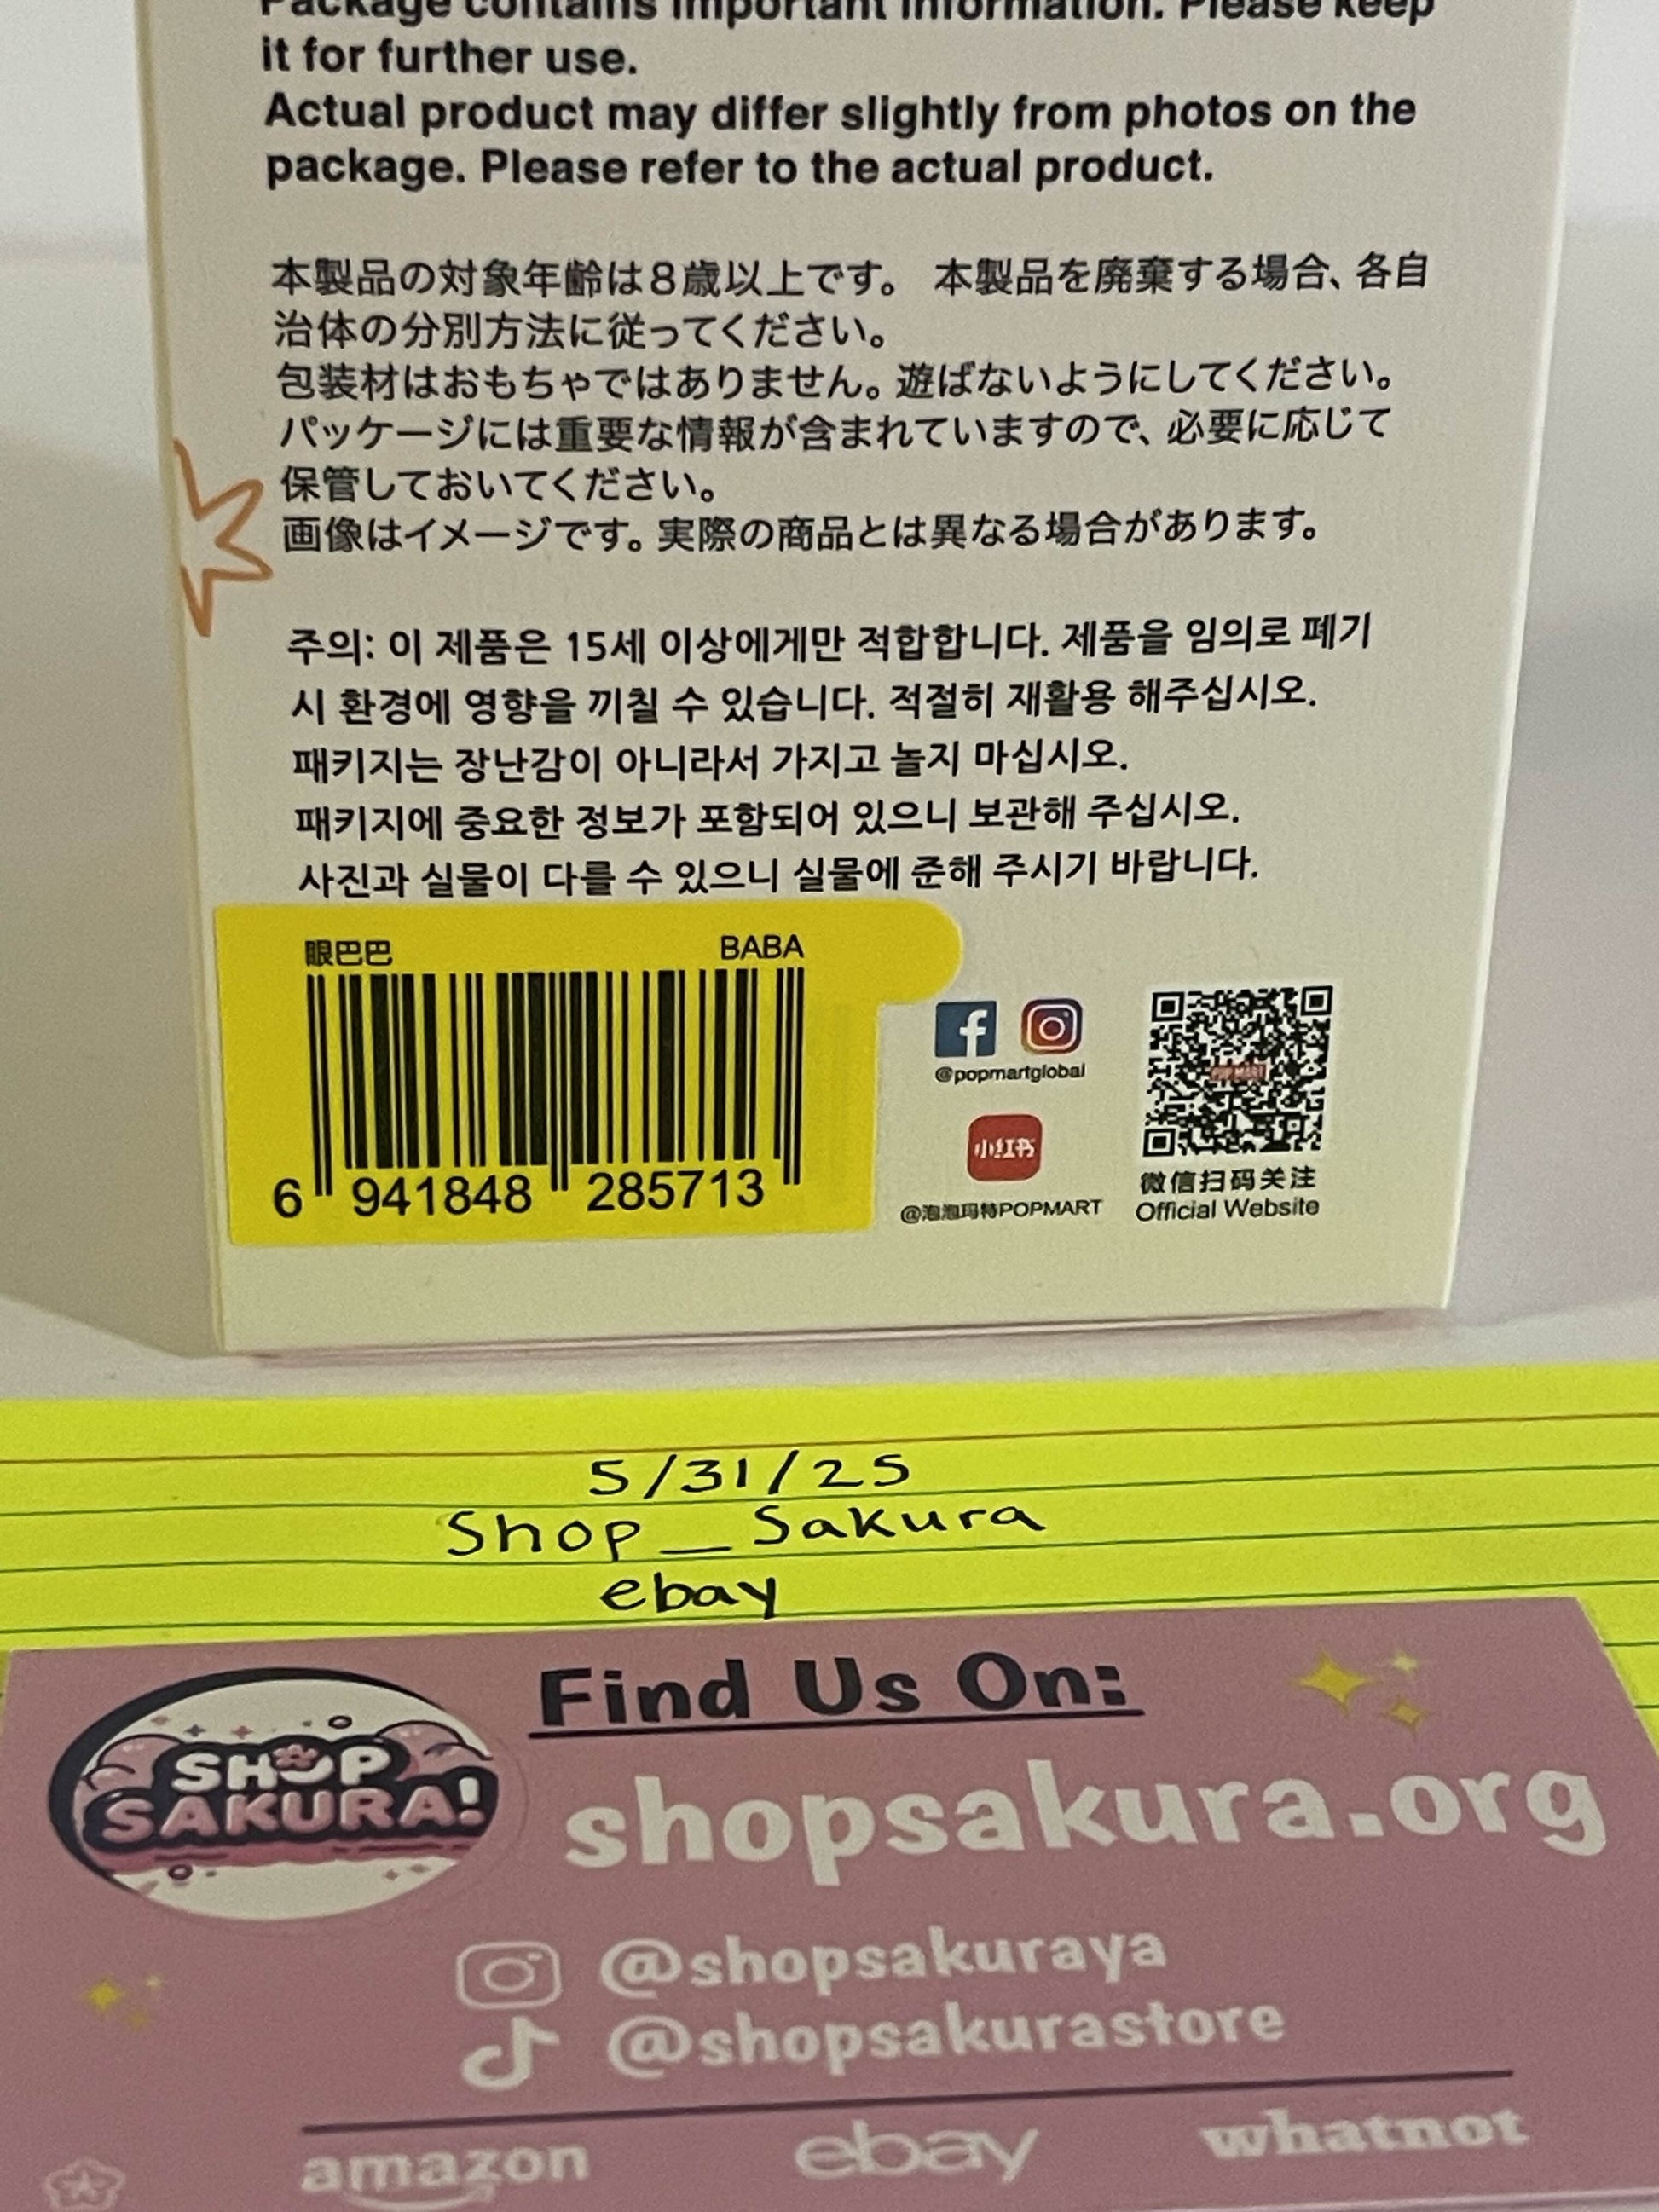 Package contains important information. Please keep
it for further use.
Actual product may differ slightly from photos on the
package. Please refer to the actual product.
本製品の対象年齢は8歳以上です。 本製品を廃棄する場合、各自
治体の分別方法に従ってください。
包装材はおもちゃではありません。遊ばないようにしてください。
パッケージには重要な情報が含まれていますので、必要に応じて
保管しておいてください。
画像はイメージです。実際の商品とは異なる場合があります。
주의: 이 제품은 15세 이상에게만 적합합니다. 제품을 임의로 폐기
시 환경에 영향을 끼칠 수 있습니다. 적절히 재활용 해주십시오.
패키지는 장난감이 아니라서 가지고 놀지 마십시오.
패키지에 중요한 정보가 포함되어 있으니 보관해 주십시오.
사진과 실물이 다를 수 있으니 실물에 준해 주시기 바랍니다.
眼巴巴 BABA
6 941848 285713
@popmartglobal
小红书
@泡泡玛特POPMART
POP MART
微信扫码关注
Official Website
5/31/25
Shop_Sakura
ebay
Find Us On:
SHOP
SAKURA!
shopsakura.org
@shopsakuraya
@shopsakurastore
amazon ebay whatnot